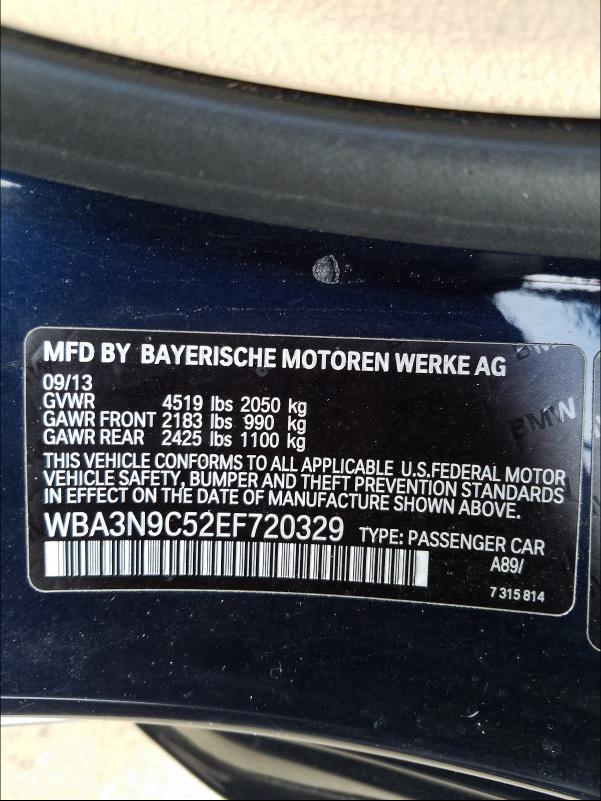 MFD BY BAYERISCHE MOTOREN WERKE AG
09/13
GVWR 4519 lbs 2050 kg
GAWR FRONT 2183 lbs 990 kg
GAWR REAR 2425 lbs 1100 kg
THIS VEHICLE CONFORMS TO ALL APPLICABLE U.S.FEDERAL MOTOR
VEHICLE SAFETY, BUMPER AND THEFT PREVENTION STANDARDS
IN EFFECT ON THE DATE OF MANUFACTURE SHOWN ABOVE.
WBA3N9C52EF720329 TYPE: PASSENGER CAR
A89/
7 315 814
BMW
BMW